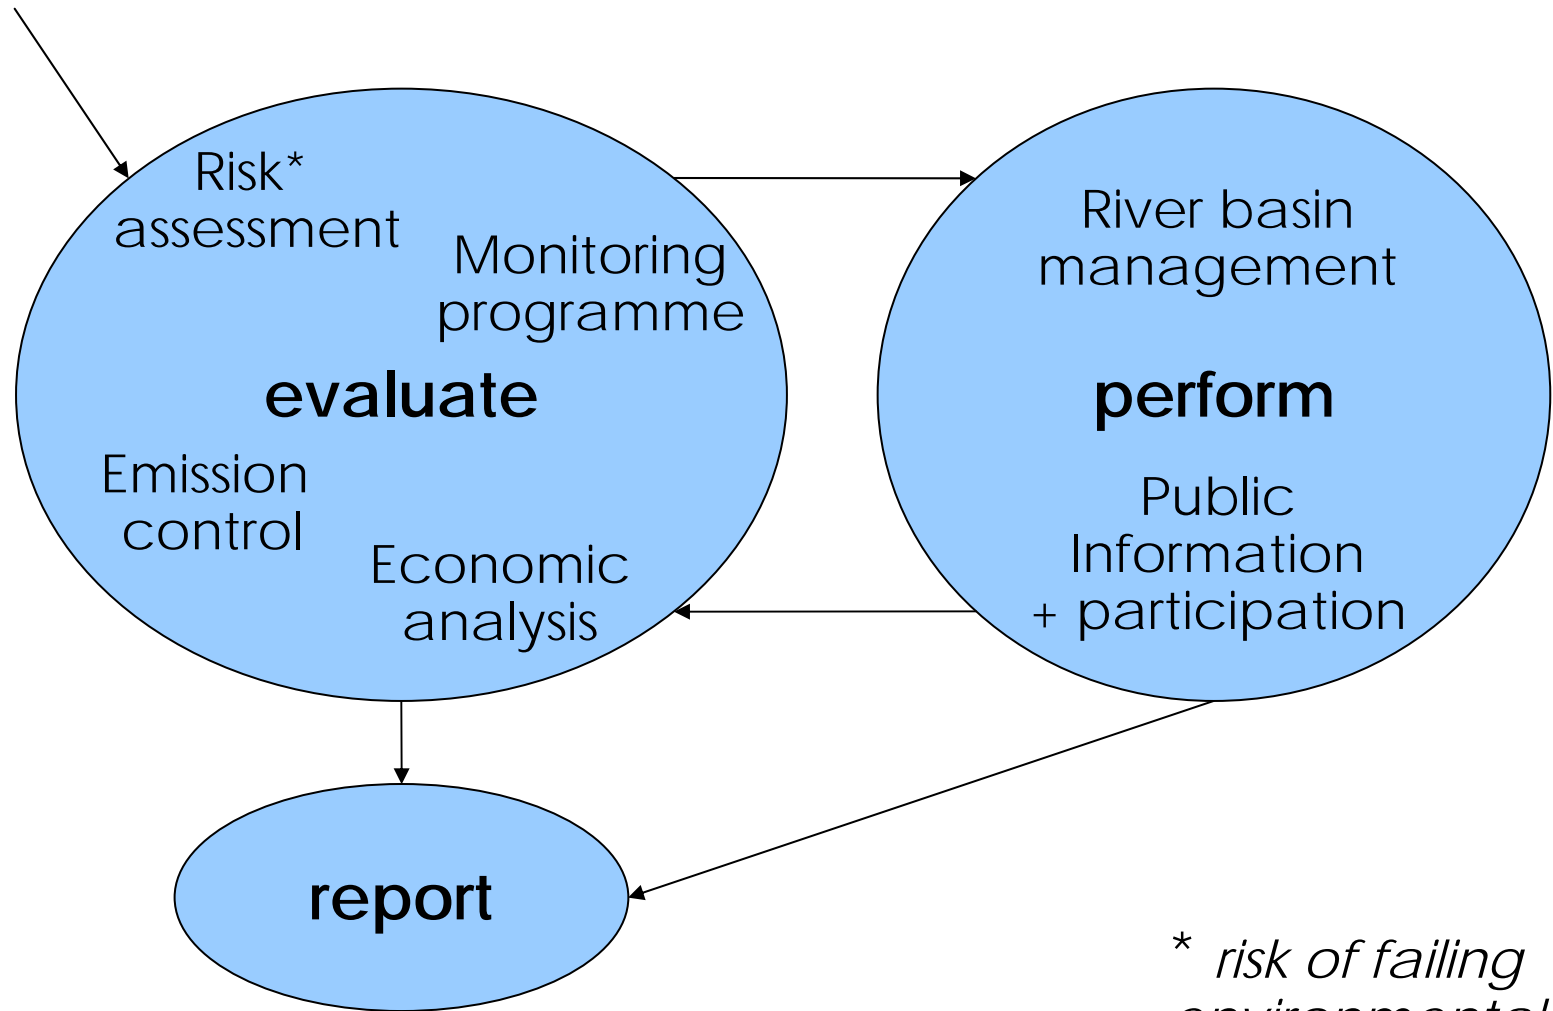 Risk*
assessment
Monitoring
programme
evaluate
Emission
control
Economic
analysis
River basin
management
perform
Public
Information
+ participation
report
* risk of failing
environmental